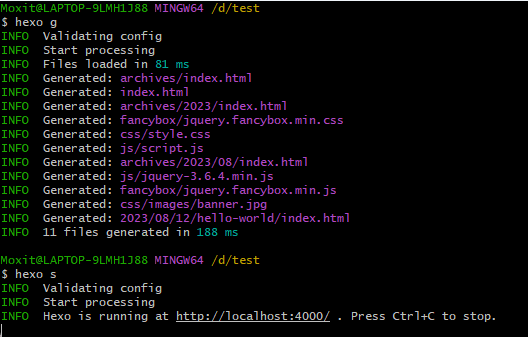 Moxit@LAPTOP-9LMH1J88 MINGW64 /d/test
$ hexo g
INFO  Validating config
INFO  Start processing
INFO  Files loaded in 81 ms
INFO  Generated: archives/index.html
INFO  Generated: index.html
INFO  Generated: archives/2023/index.html
INFO  Generated: fancybox/jquery.fancybox.min.css
INFO  Generated: css/style.css
INFO  Generated: js/script.js
INFO  Generated: archives/2023/08/index.html
INFO  Generated: js/jquery-3.6.4.min.js
INFO  Generated: fancybox/jquery.fancybox.min.js
INFO  Generated: css/images/banner.jpg
INFO  Generated: 2023/08/12/hello-world/index.html
INFO  11 files generated in 188 ms
Moxit@LAPTOP-9LMH1J88 MINGW64 /d/test
$ hexo s
INFO  Validating config
INFO  Start processing
INFO  Hexo is running at http://localhost:4000/ . Press Ctrl+C to stop.